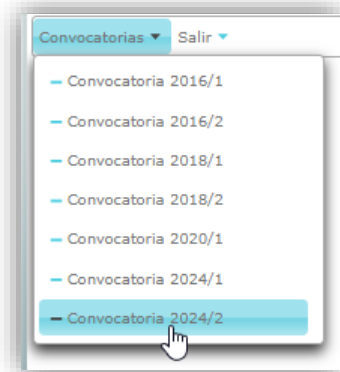 Convocatorias Salir
Convocatoria 2016/1
Convocatoria 2016/2
Convocatoria 2018/1
Convocatoria 2018/2
Convocatoria 2020/1
Convocatoria 2024/1
Convocatoria 2024/2